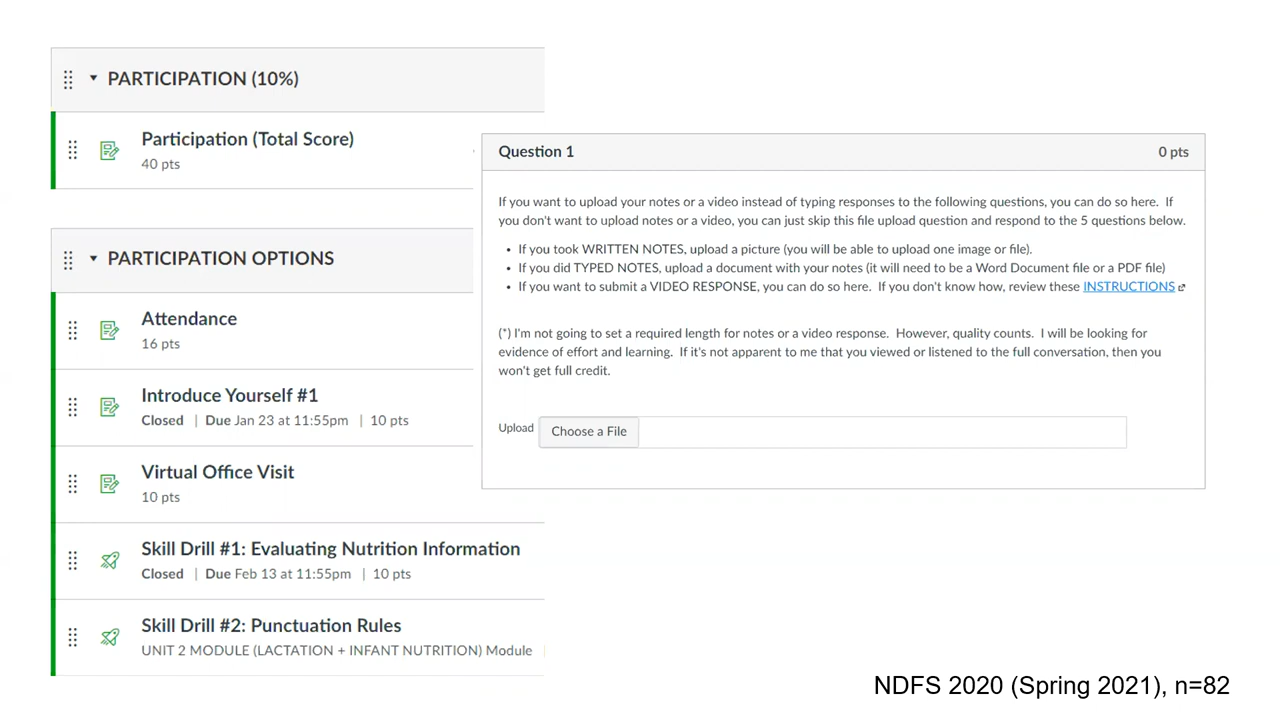 PARTICIPATION (10%)
Participation (Total Score)
40 pts
PARTICIPATION OPTIONS
Attendance
16 pts
Introduce Yourself #1
Closed | Due Jan 23 at 11:55pm | 10 pts
Virtual Office Visit
10 pts
Skill Drill #1: Evaluating Nutrition Information
Closed | Due Feb 13 at 11:55pm | 10 pts
Skill Drill #2: Punctuation Rules
UNIT 2 MODULE (LACTATION + INFANT NUTRITION) Module
Question 1 0 pts
If you want to upload your notes or a video instead of typing responses to the following questions, you can do so here. If
you don't want to upload notes or a video, you can just skip this file upload question and respond to the 5 questions below.
• If you took WRITTEN NOTES, upload a picture (you will be able to upload one image or file).
• If you did TYPED NOTES, upload a document with your notes (it will need to be a Word Document file or a PDF file)
• If you want to submit a VIDEO RESPONSE, you can do so here. If you don't know how, review these INSTRUCTIONS
(*) I'm not going to set a required length for notes or a video response. However, quality counts. I will be looking for
evidence of effort and learning. If it's not apparent to me that you viewed or listened to the full conversation, then you
won't get full credit.
Upload Choose a File
NDFS 2020 (Spring 2021), n=82